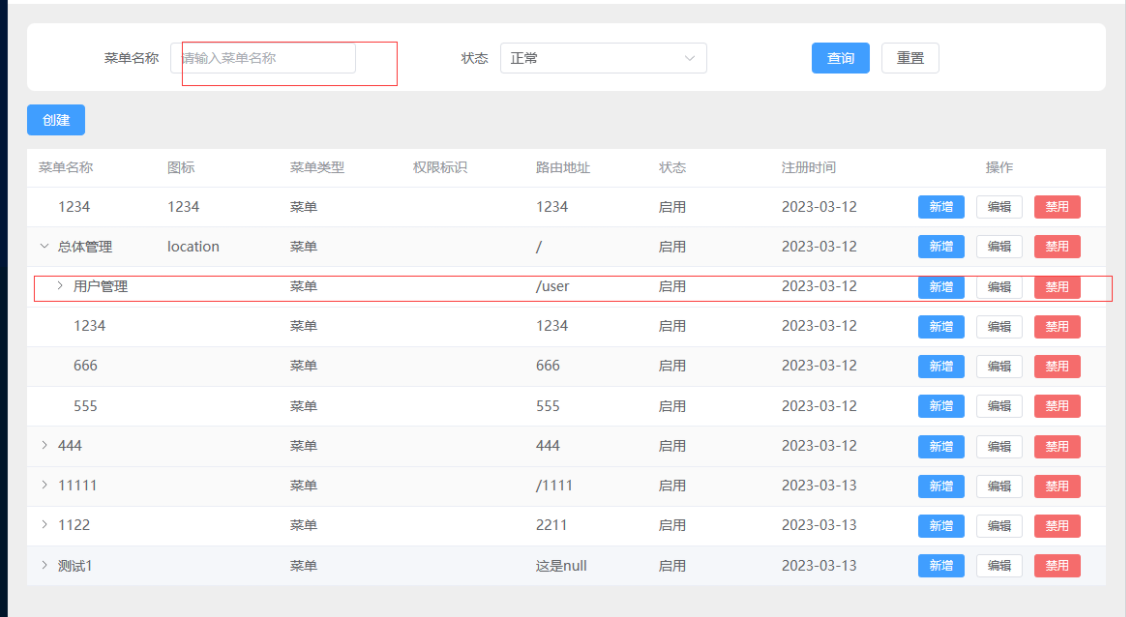 菜单名称 请输入菜单名称 状态 正常 查询 重置
创建
菜单名称 图标 菜单类型 权限标识 路由地址 状态 注册时间 操作
1234 1234 菜单 1234 启用 2023-03-12 新增 编辑 禁用
总体管理 location 菜单 / 启用 2023-03-12 新增 编辑 禁用
用户管理 菜单 /user 启用 2023-03-12 新增 编辑 禁用
1234 菜单 1234 启用 2023-03-12 新增 编辑 禁用
666 菜单 666 启用 2023-03-12 新增 编辑 禁用
555 菜单 555 启用 2023-03-12 新增 编辑 禁用
444 菜单 444 启用 2023-03-12 新增 编辑 禁用
11111 菜单 /1111 启用 2023-03-13 新增 编辑 禁用
1122 菜单 2211 启用 2023-03-13 新增 编辑 禁用
测试1 菜单 这是null 启用 2023-03-13 新增 编辑 禁用